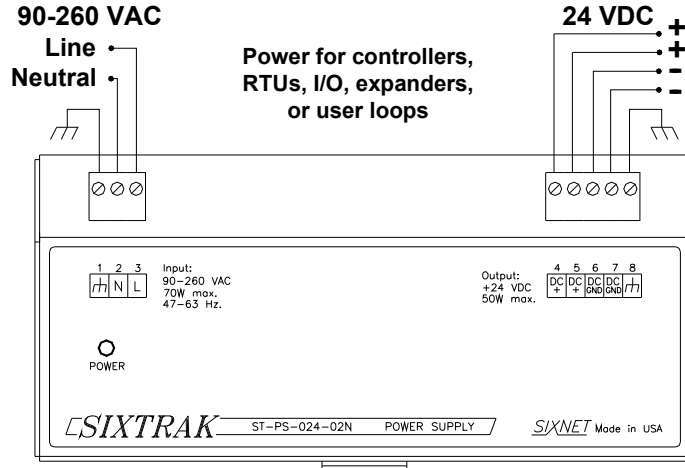 90-260 VAC
Line
Neutral
Power for controllers,
RTUs, I/O, expanders,
or user loops
24 VDC
+
+
-
-
1 2 3
N L
Input:
90-260 VAC
70W max.
47-63 Hz.
Output:
+24 VDC
50W max.
4 5 6 7 8
DC + DC + DC GND DC GND
POWER
SIXTRAK ST-PS-024-02N POWER SUPPLY
SIXNET Made in USA